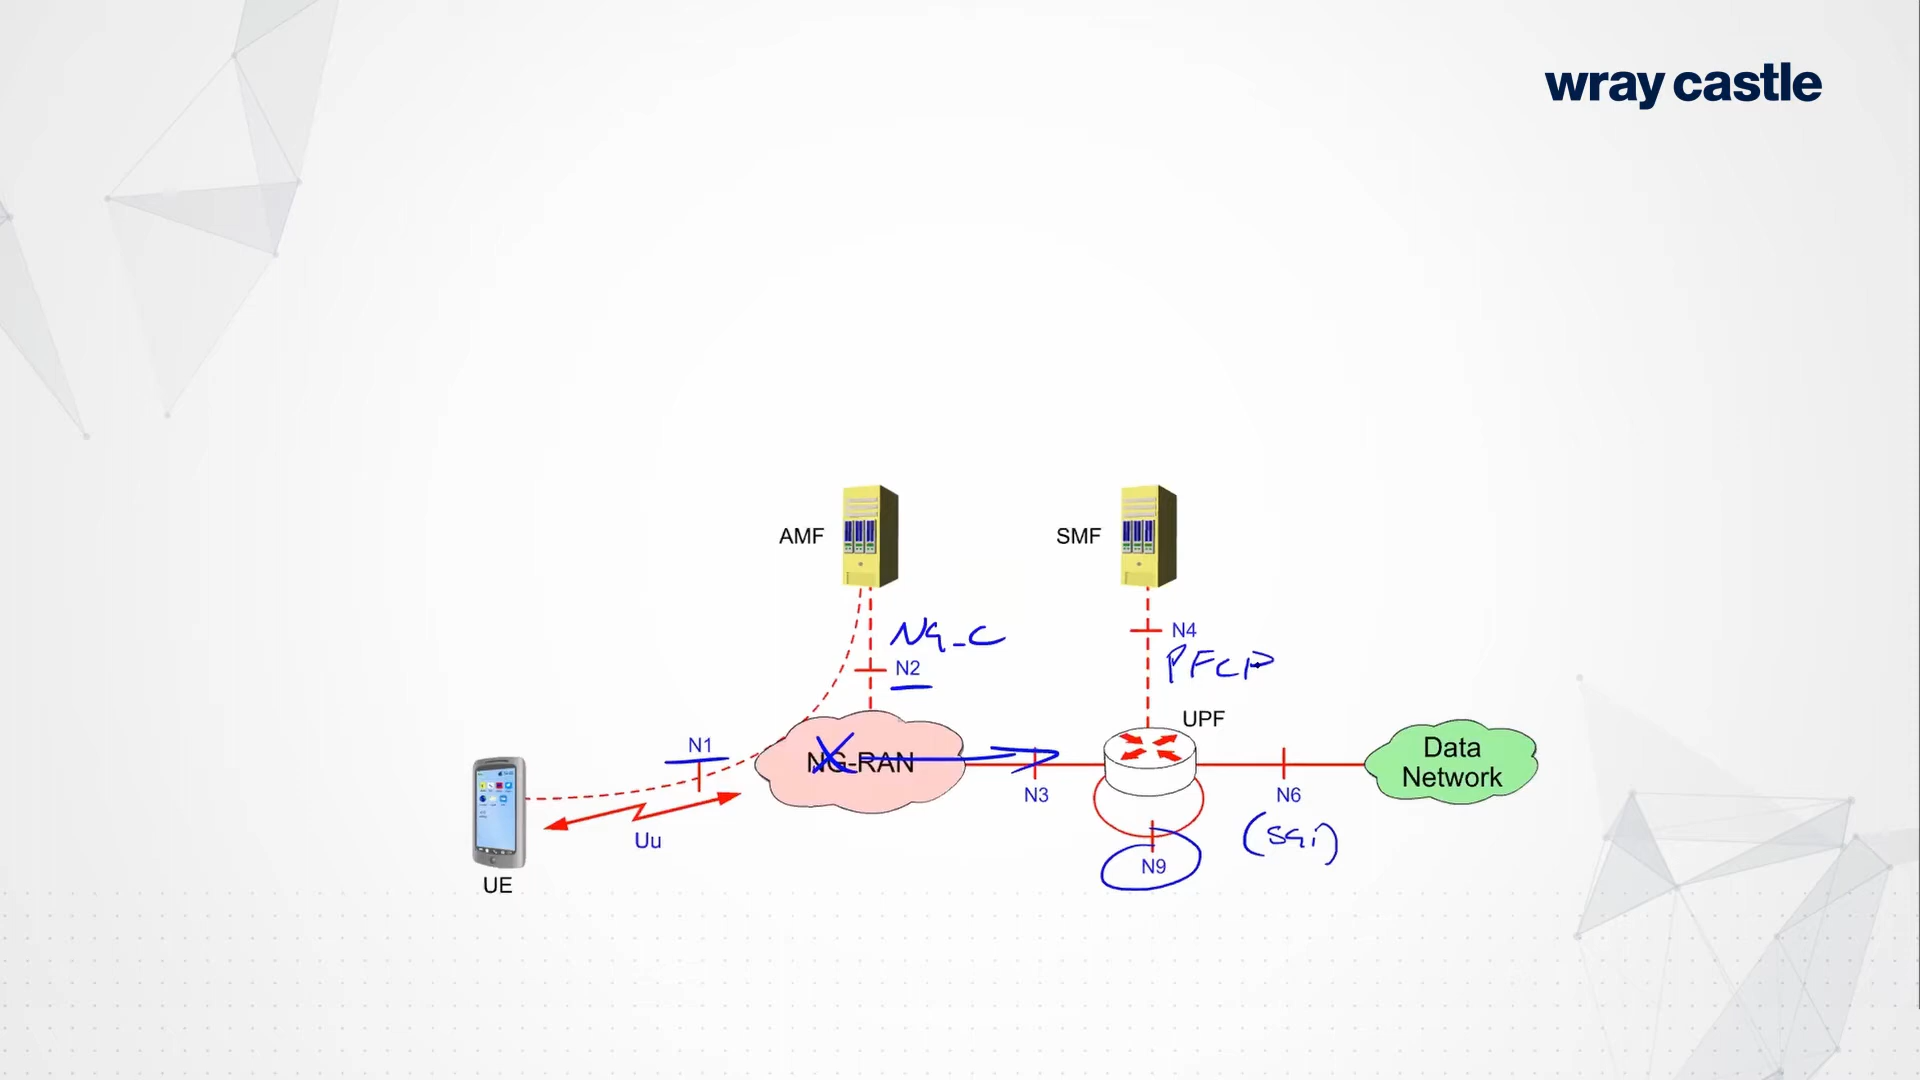 wray castle
AMF
SMF
NG-C
N4
N2
PFCP
UPF
N1
NG-RAN
Data
Network
N3
N6
Uu
(SGi)
N9
UE